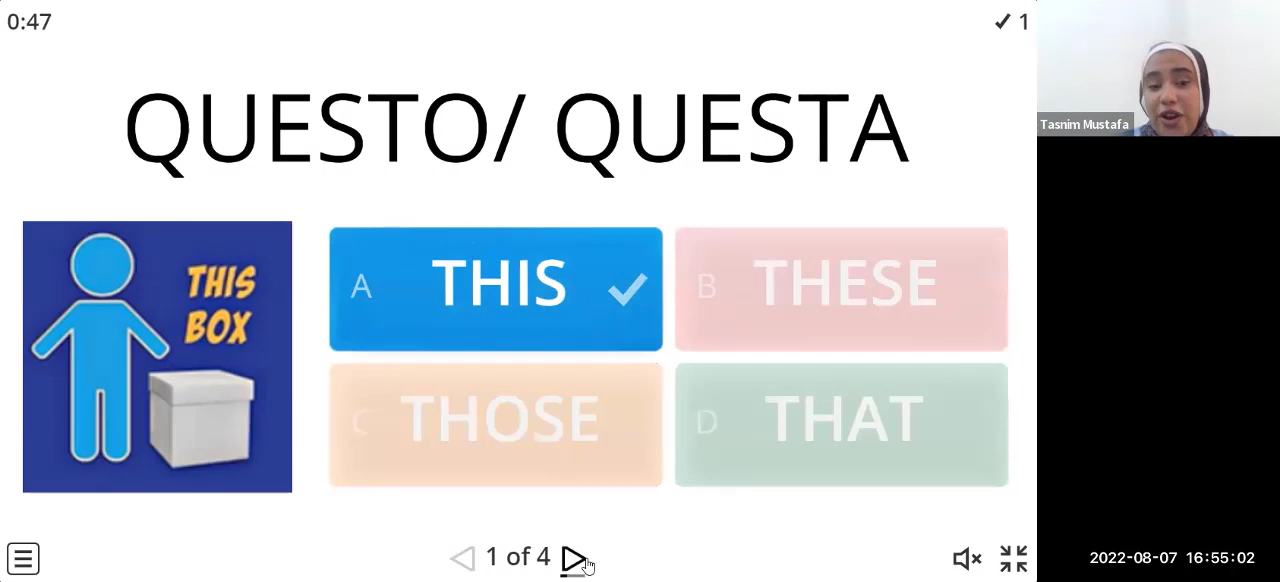 0:47
✓ 1
QUESTO/ QUESTA
THIS
BOX
A THIS
B THESE
C THOSE
D THAT
1 of 4
Tasnim Mustafa
2022-08-07 16:55:02